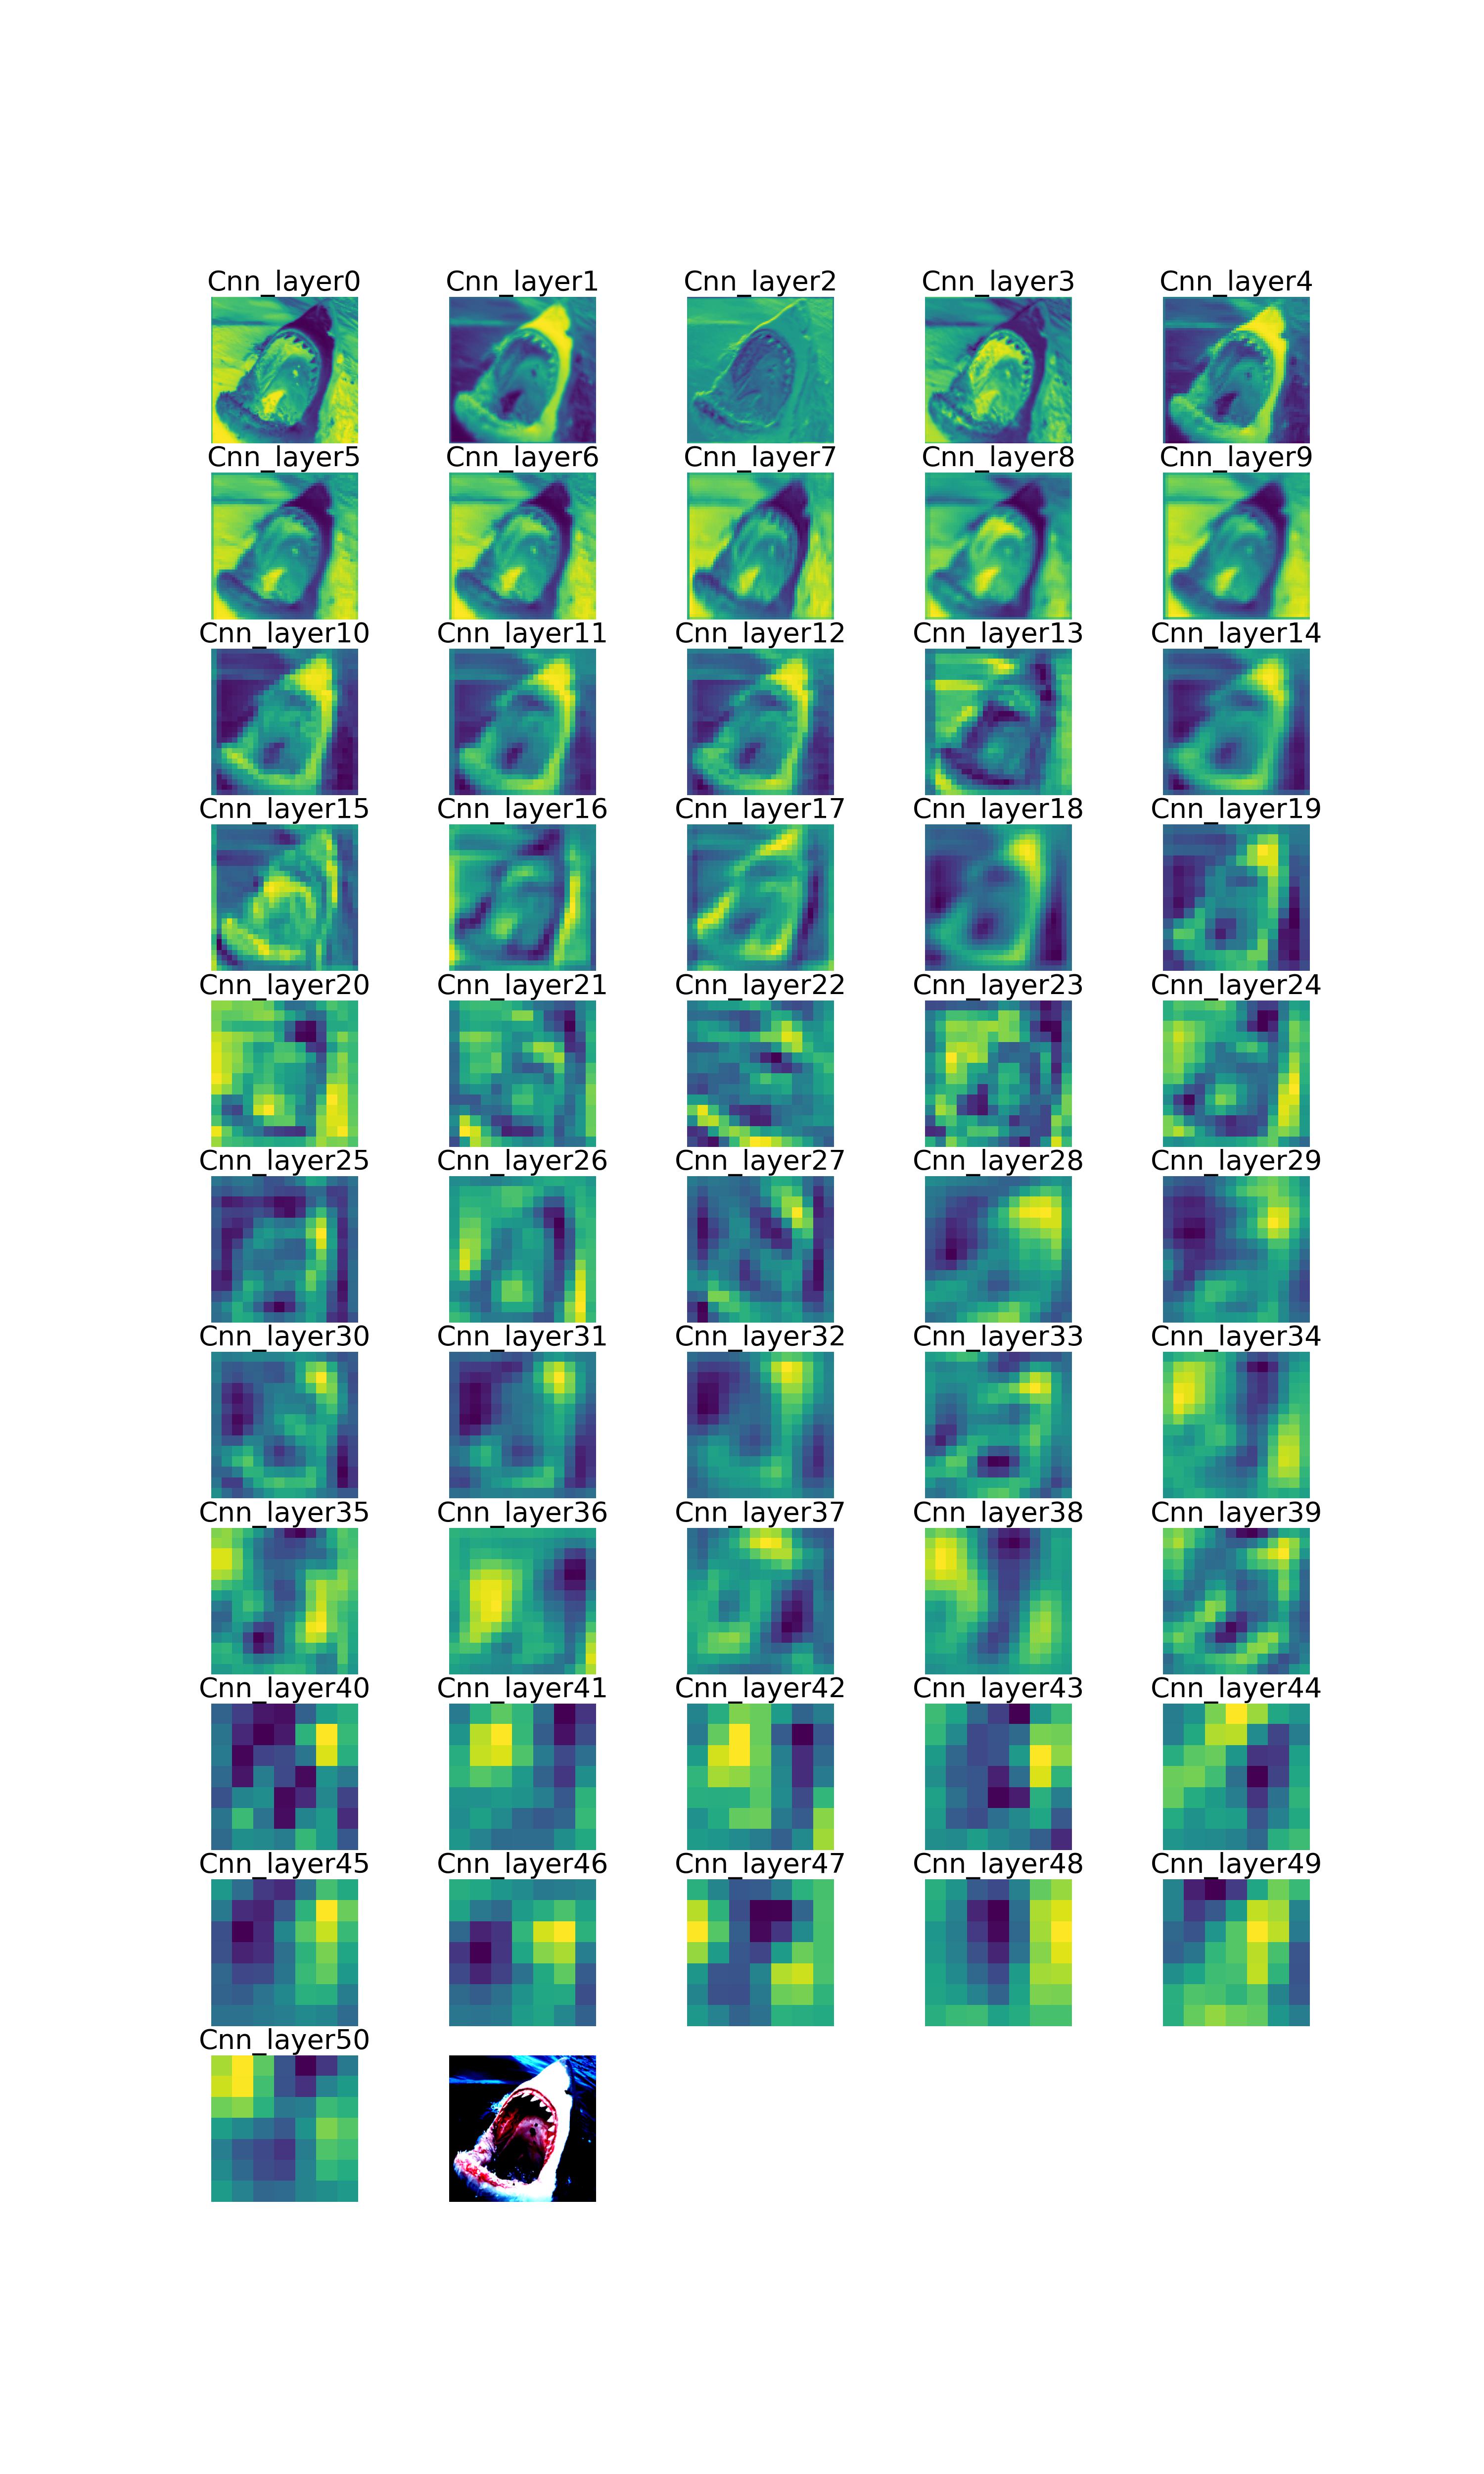 Cnn_layer0 Cnn_layer1 Cnn_layer2 Cnn_layer3 Cnn_layer4
Cnn_layer5 Cnn_layer6 Cnn_layer7 Cnn_layer8 Cnn_layer9
Cnn_layer10 Cnn_layer11 Cnn_layer12 Cnn_layer13 Cnn_layer14
Cnn_layer15 Cnn_layer16 Cnn_layer17 Cnn_layer18 Cnn_layer19
Cnn_layer20 Cnn_layer21 Cnn_layer22 Cnn_layer23 Cnn_layer24
Cnn_layer25 Cnn_layer26 Cnn_layer27 Cnn_layer28 Cnn_layer29
Cnn_layer30 Cnn_layer31 Cnn_layer32 Cnn_layer33 Cnn_layer34
Cnn_layer35 Cnn_layer36 Cnn_layer37 Cnn_layer38 Cnn_layer39
Cnn_layer40 Cnn_layer41 Cnn_layer42 Cnn_layer43 Cnn_layer44
Cnn_layer45 Cnn_layer46 Cnn_layer47 Cnn_layer48 Cnn_layer49
Cnn_layer50